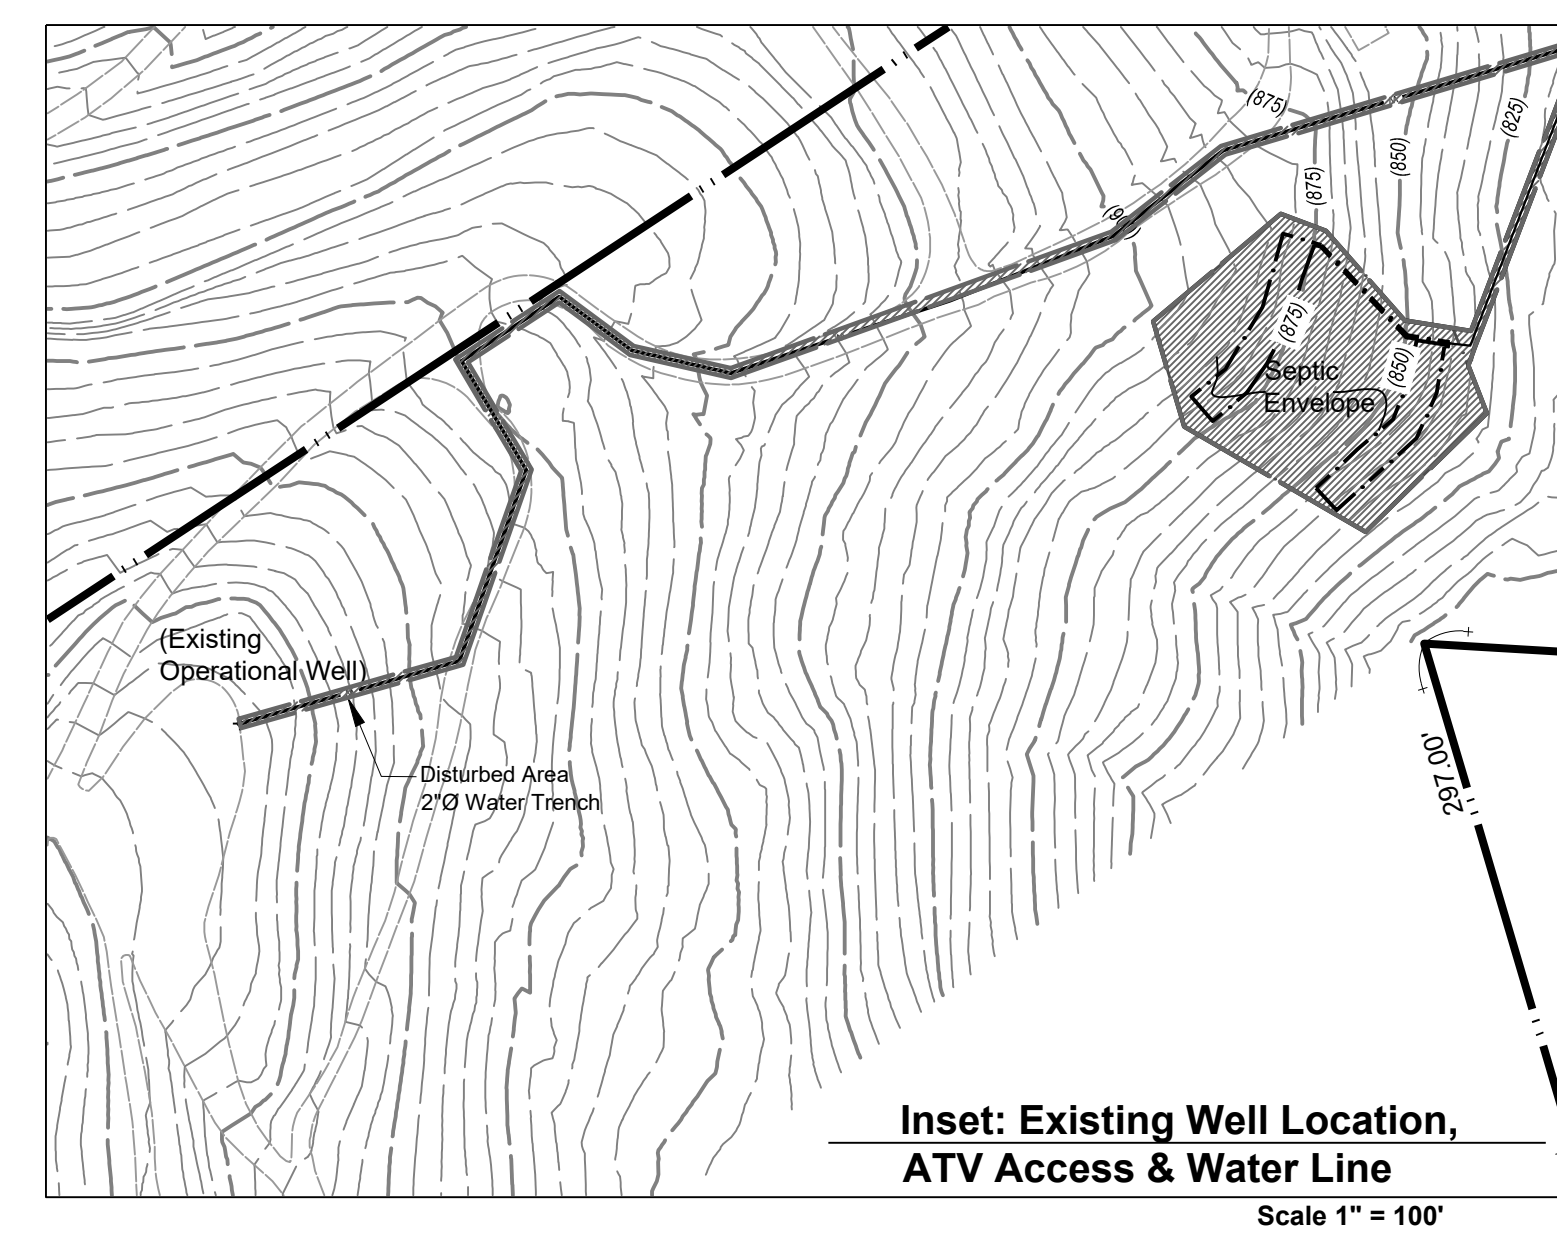 (875)
(825)
(850)
(875)
(875)
(850)
Septic
Envelope
(Existing
Operational Well)
297.00'
Disturbed Area
2"Ø Water Trench
Inset: Existing Well Location,
ATV Access & Water Line
Scale 1" = 100'